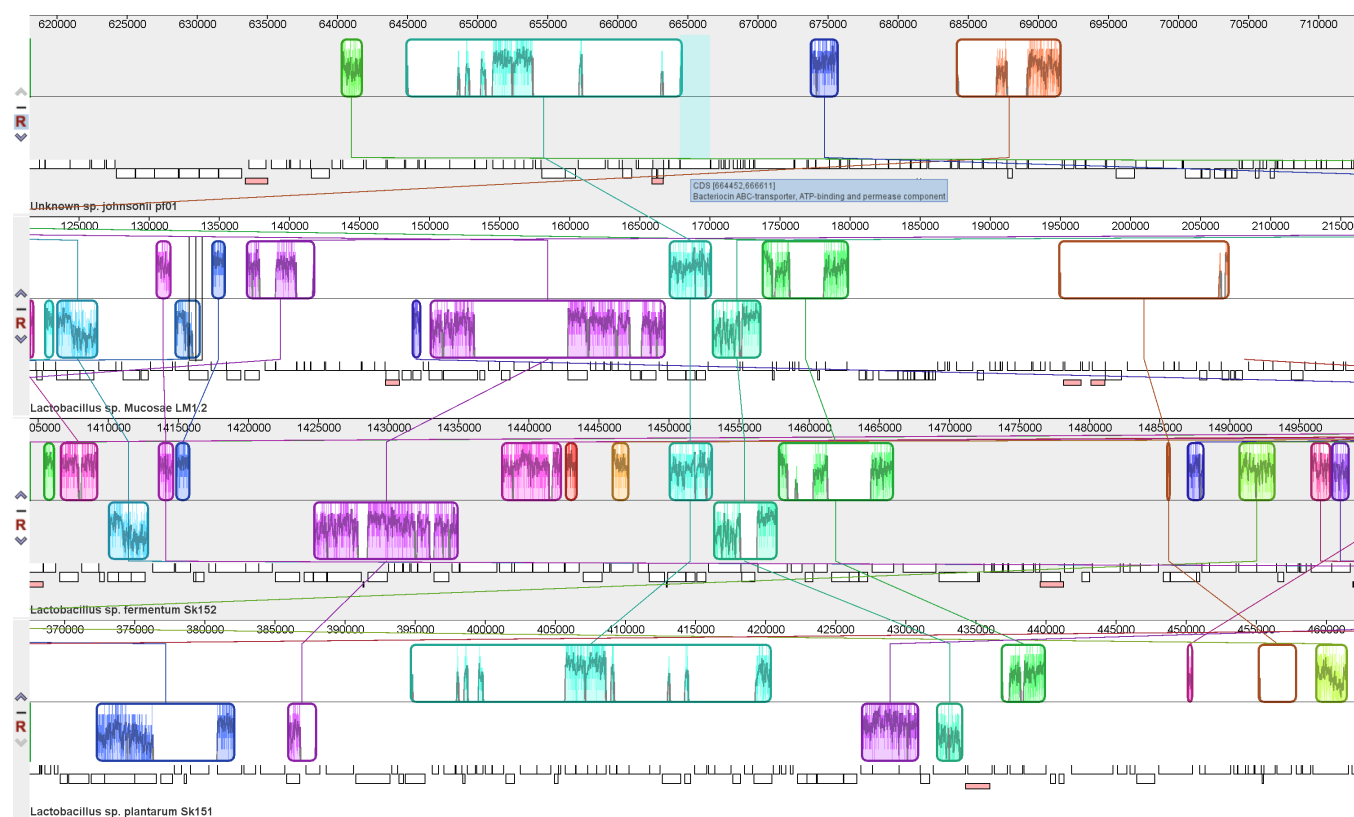 620000 625000 630000 635000 640000 645000 650000 655000 660000 665000 670000 675000 680000 685000 690000 695000 700000 705000 710000
R
CDS [664452,666611]
Bacteriocin ABC-transporter, ATP-binding and permease component
Unknown sp. johnsonii pf01
125000 130000 135000 140000 145000 150000 155000 160000 165000 170000 175000 180000 185000 190000 195000 200000 205000 210000 215000
R
Lactobacillus sp. Mucosae LM1.2
05000 1410000 1415000 1420000 1425000 1430000 1435000 1440000 1445000 1450000 1455000 1460000 1465000 1470000 1475000 1480000 1485000 1490000 1495000
R
Lactobacillus sp. fermentum Sk152
370000 375000 380000 385000 390000 395000 400000 405000 410000 415000 420000 425000 430000 435000 440000 445000 450000 455000 460000
R
Lactobacillus sp. plantarum Sk151